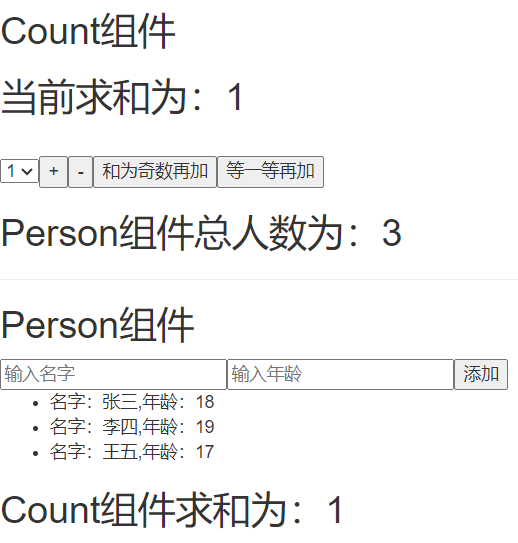 Count组件
当前求和为：1
1 + - 和为奇数再加 等一等再加
Person组件总人数为：3
Person组件
输入名字 输入年龄 添加
名字：张三,年龄：18
名字：李四,年龄：19
名字：王五,年龄：17
Count组件求和为：1